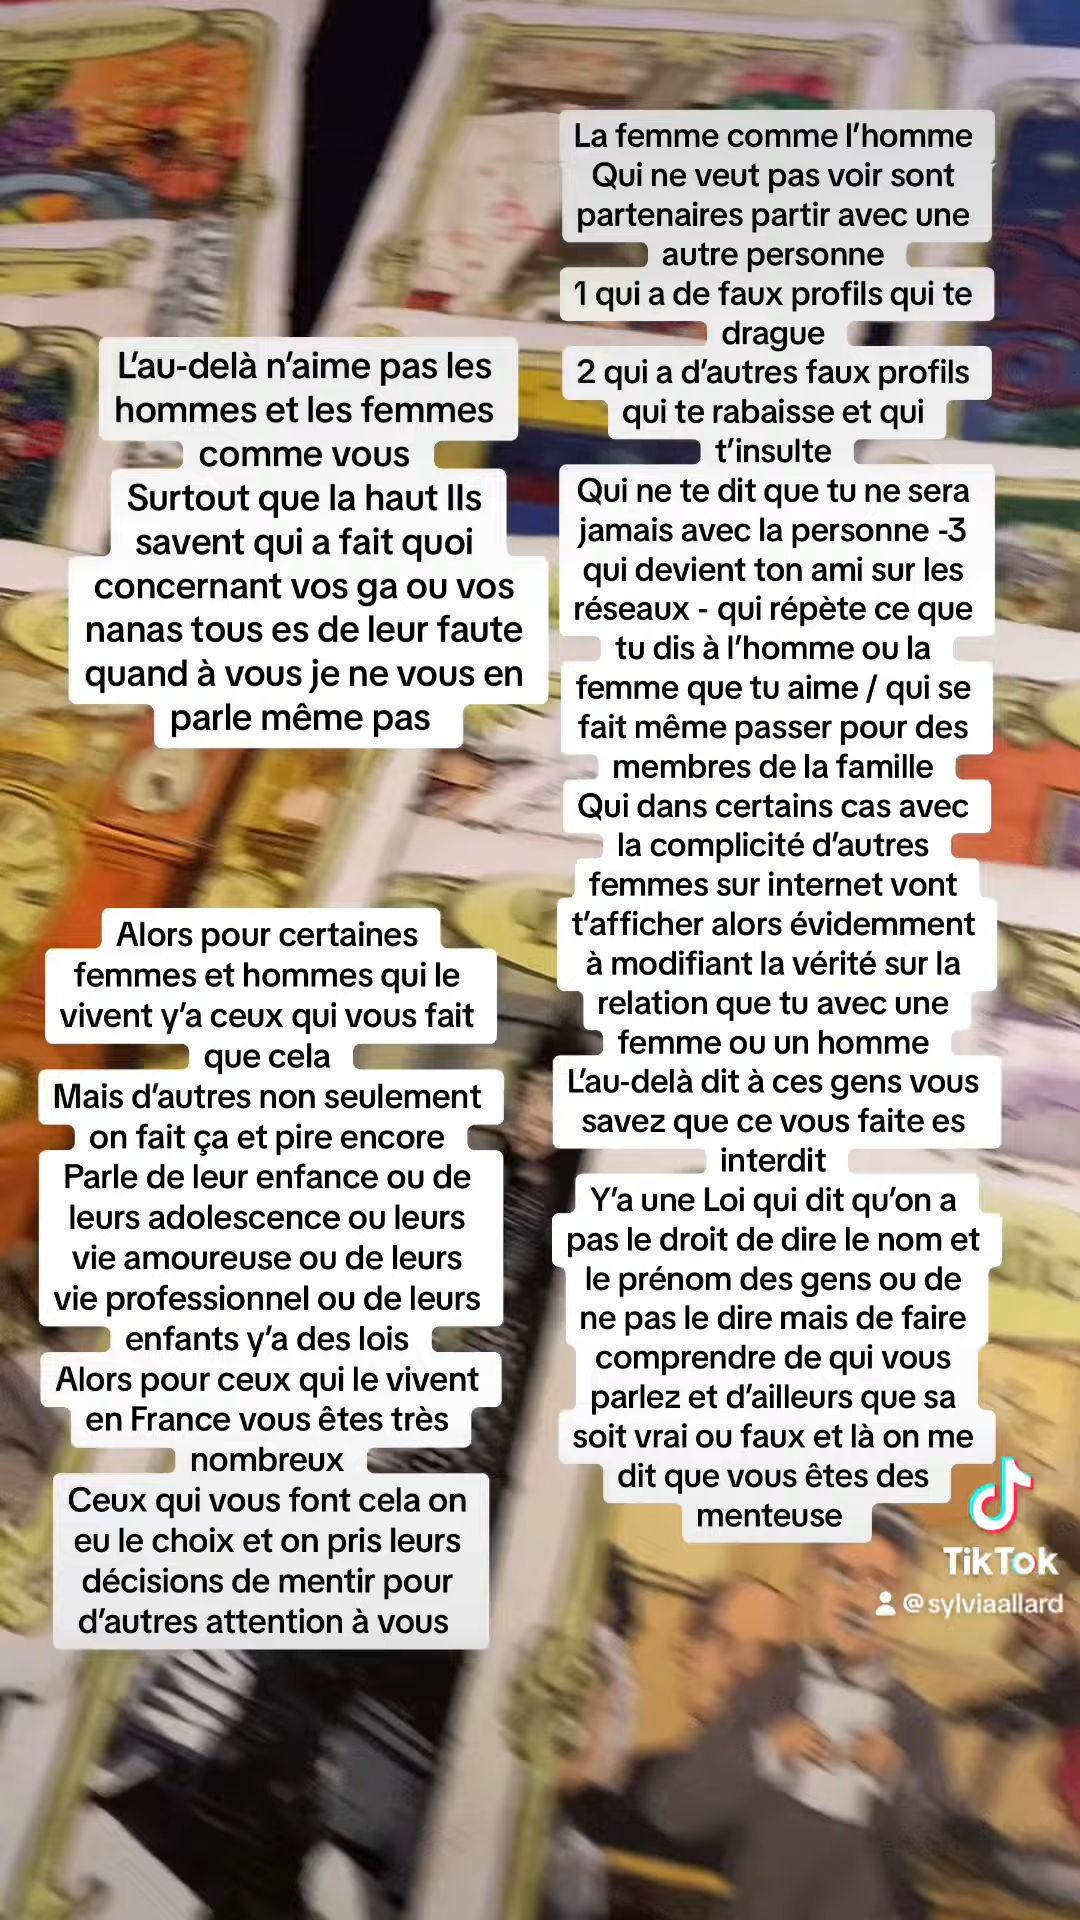 La femme comme l’homme
Qui ne veut pas voir sont
partenaires partir avec une
autre personne
1 qui a de faux profils qui te
drague
2 qui a d’autres faux profils
qui te rabaisse et qui
t’insulte
Qui ne te dit que tu ne sera
jamais avec la personne -3
qui devient ton ami sur les
réseaux - qui répète ce que
tu dis à l’homme ou la
femme que tu aime / qui se
fait même passer pour des
membres de la famille
Qui dans certains cas avec
la complicité d’autres
femmes sur internet vont
t’afficher alors évidemment
à modifiant la vérité sur la
relation que tu avec une
femme ou un homme
L’au-delà dit à ces gens vous
savez que ce vous faite es
interdit
Y’a une Loi qui dit qu’on a
pas le droit de dire le nom et
le prénom des gens ou de
ne pas le dire mais de faire
comprendre de qui vous
parlez et d’ailleurs que sa
soit vrai ou faux et là on me
dit que vous êtes des
menteuse
L’au-delà n’aime pas les
hommes et les femmes
comme vous
Surtout que la haut Ils
savent qui a fait quoi
concernant vos ga ou vos
nanas tous es de leur faute
quand à vous je ne vous en
parle même pas
Alors pour certaines
femmes et hommes qui le
vivent y’a ceux qui vous fait
que cela
Mais d’autres non seulement
on fait ça et pire encore
Parle de leur enfance ou de
leurs adolescence ou leurs
vie amoureuse ou de leurs
vie professionnel ou de leurs
enfants y’a des lois
Alors pour ceux qui le vivent
en France vous êtes très
nombreux
Ceux qui vous font cela on
eu le choix et on pris leurs
décisions de mentir pour
d’autres attention à vous
TikTok
@sylviaallard